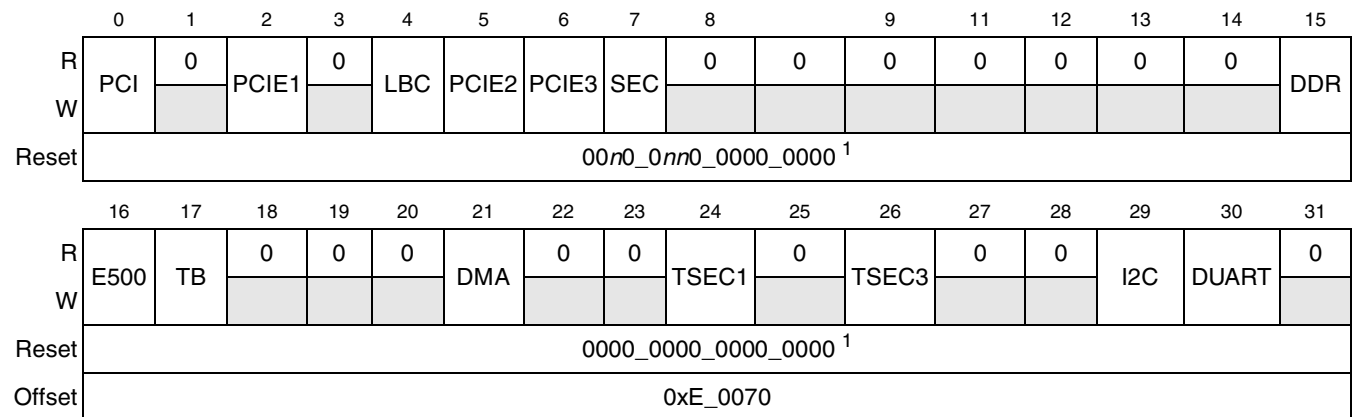 0 1 2 3 4 5 6 7 8 9 11 12 13 14 15
R PCI 0 PCIE1 0 LBC PCIE2 PCIE3 SEC 0 0 0 0 0 0 0 DDR
W
Reset 00n0_0nn0_0000_0000 1
16 17 18 19 20 21 22 23 24 25 26 27 28 29 30 31
R E500 TB 0 0 0 DMA 0 0 TSEC1 0 TSEC3 0 0 I2C DUART 0
W
Reset 0000_0000_0000_0000 1
Offset 0xE_0070